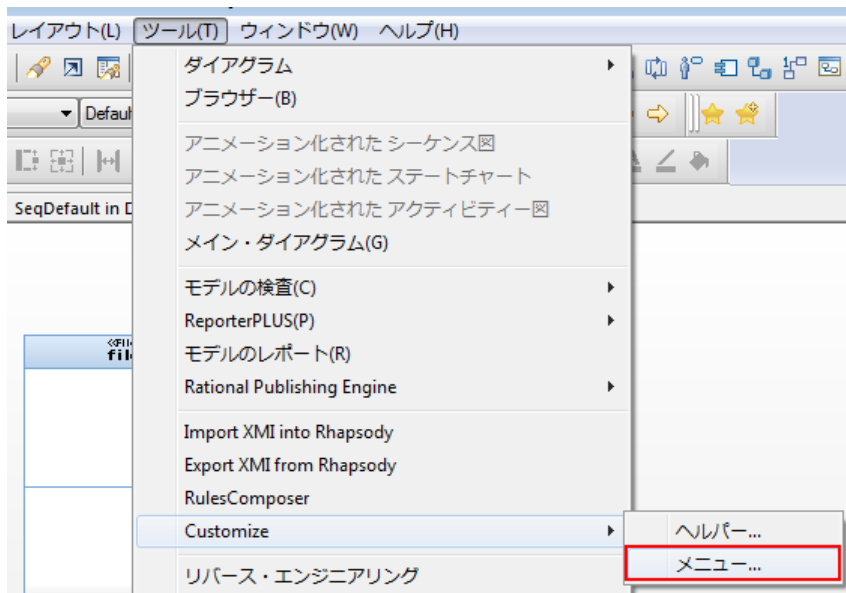 レイアウト(L) ツール(T) ウィンドウ(W) ヘルプ(H)
ダイアグラム
ブラウザー(B)
Defaul
アニメーション化された シーケンス図
アニメーション化された ステートチャート
SeqDefault in D
アニメーション化された アクティビティー図
メイン・ダイアグラム(G)
モデルの検査(C)
ReporterPLUS(P)
モデルのレポート(R)
Rational Publishing Engine
Import XMI into Rhapsody
Export XMI from Rhapsody
RulesComposer
Customize
ヘルパー...
メニュー...
リバース・エンジニアリング